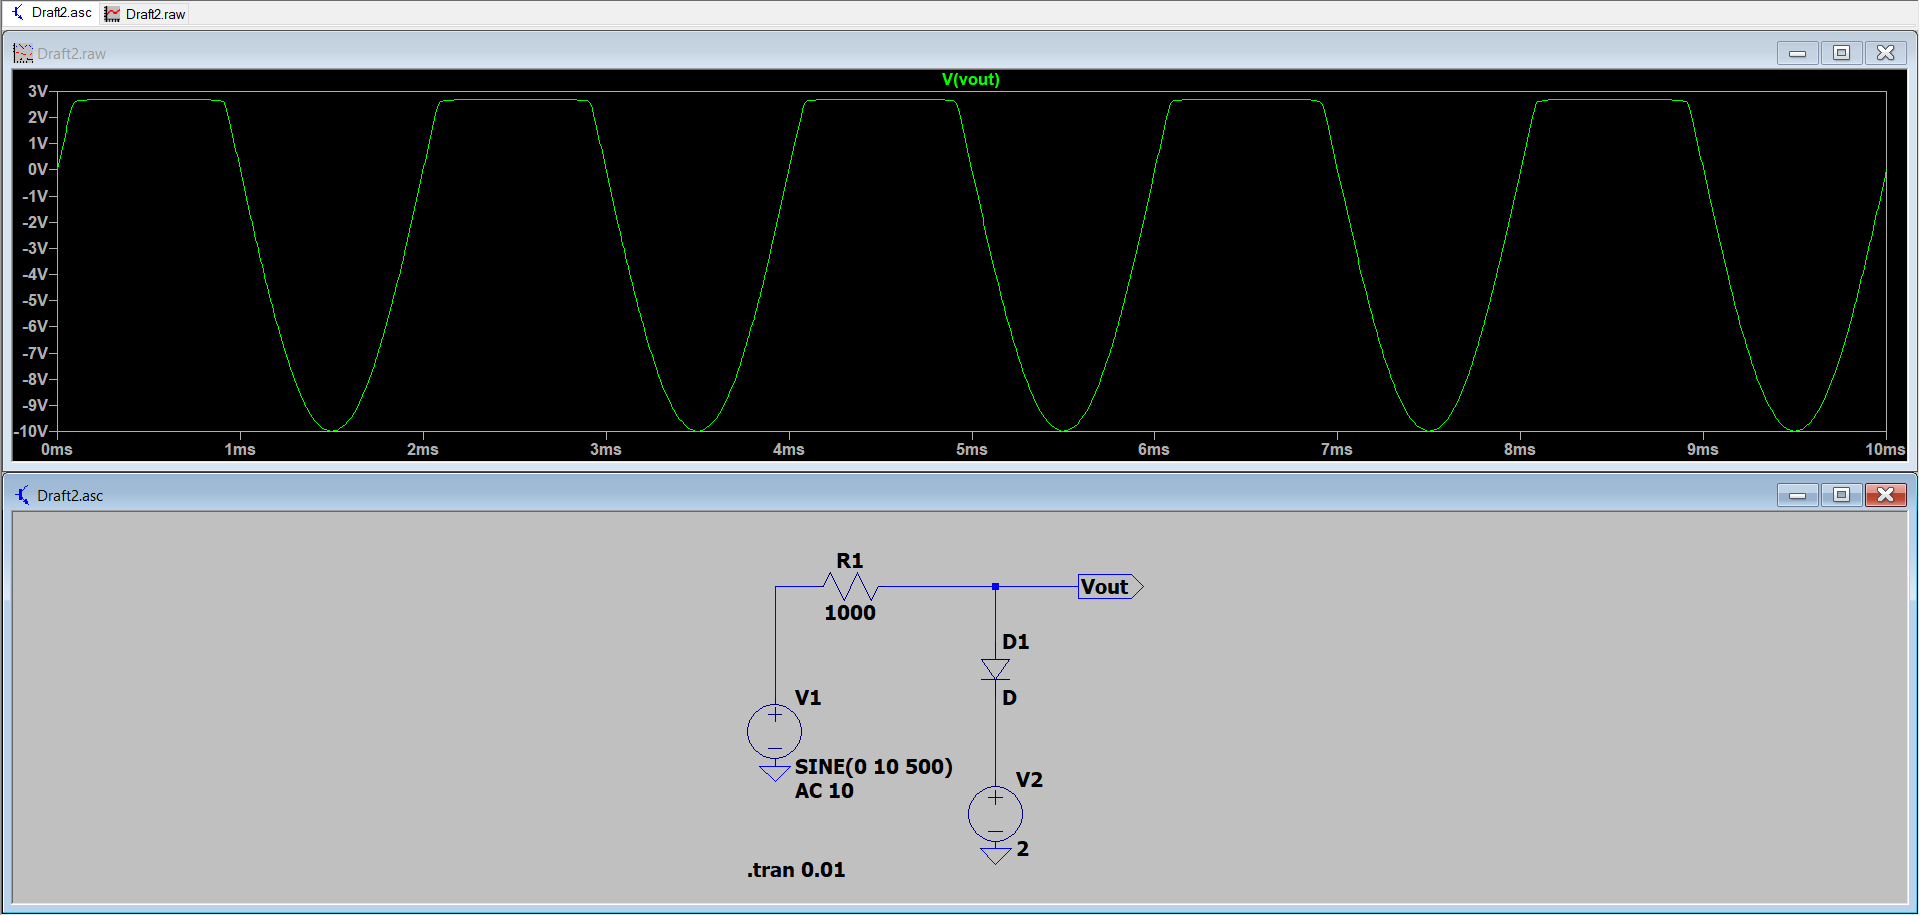 Draft2.asc Draft2.raw
Draft2.raw
V(vout)
3V
2V
1V
0V
-1V
-2V
-3V
-4V
-5V
-6V
-7V
-8V
-9V
-10V
0ms 1ms 2ms 3ms 4ms 5ms 6ms 7ms 8ms 9ms 10ms
Draft2.asc
R1
1000
Vout
D1
D
V1
SINE(0 10 500)
AC 10
V2
2
.tran 0.01